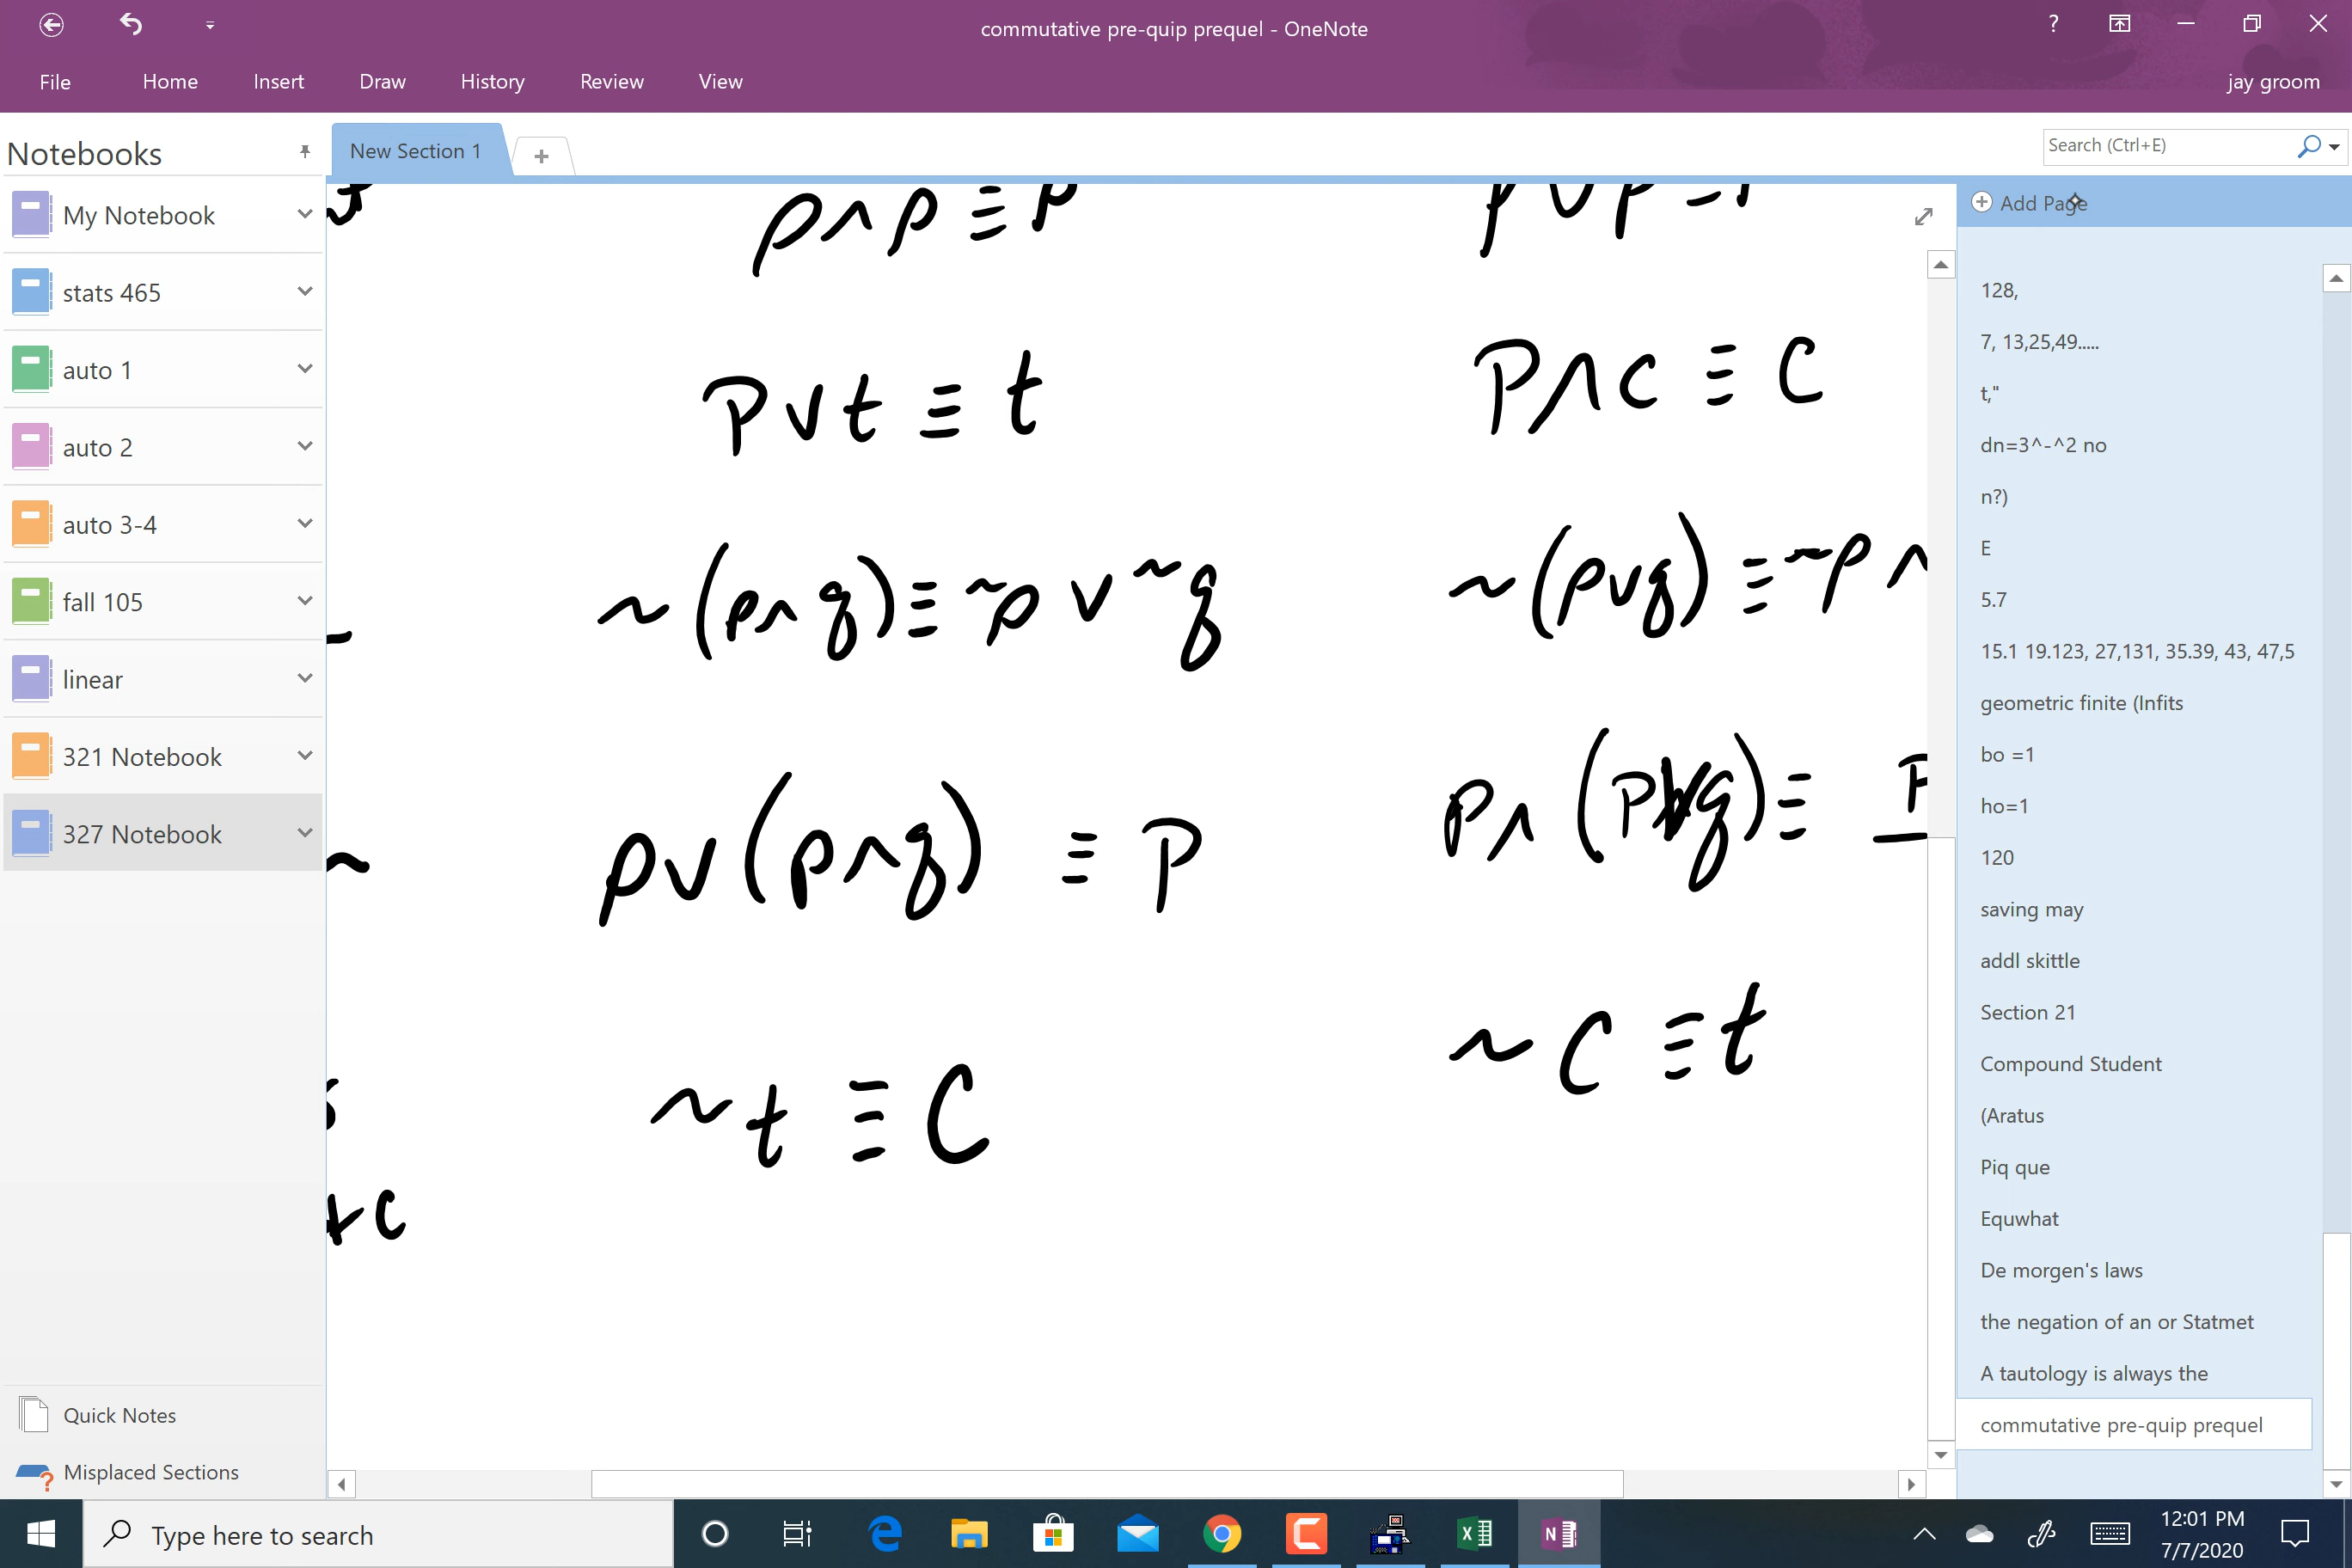 commutative pre-quip prequel - OneNote
?
File Home Insert Draw History Review View
jay groom
Notebooks
New Section 1
+
Search (Ctrl+E)
My Notebook
stats 465
auto 1
auto 2
auto 3-4
fall 105
linear
321 Notebook
327 Notebook
Quick Notes
Misplaced Sections
p∧p ≡ p
p∨p ≡
p∨t ≡ t
p∧c ≡ c
~(p∧q) ≡ ~p ∨ ~q
~(p∨q) ≡ ~p ∧
p∨(p∧q) ≡ p
p∧(p∨q) ≡ p
~t ≡ c
~c ≡ t
c
Add Page
128,
7, 13,25,49.....
t,"
dn=3^-^2 no
n?)
E
5.7
15.1 19.123, 27,131, 35.39, 43, 47,5
geometric finite (Infits
bo =1
ho=1
120
saving may
addl skittle
Section 21
Compound Student
(Aratus
Piq que
Equwhat
De morgen's laws
the negation of an or Statmet
A tautology is always the
commutative pre-quip prequel
Type here to search
12:01 PM
7/7/2020